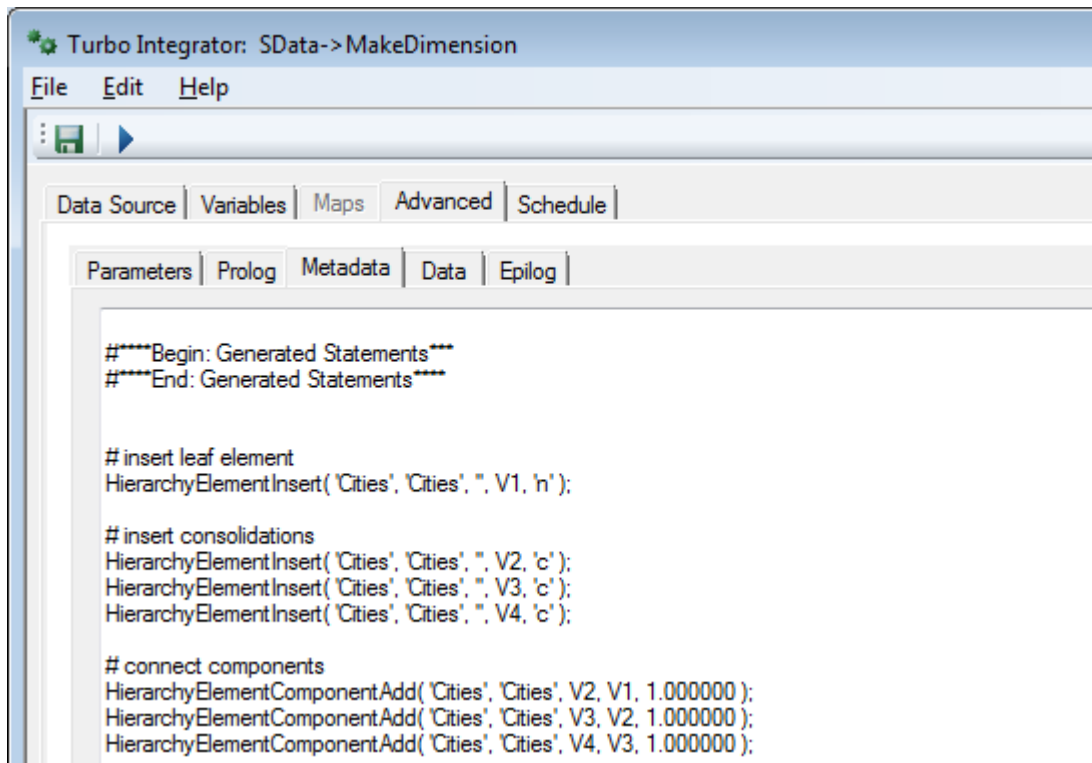 Turbo Integrator: SData->MakeDimension
File Edit Help
Data Source Variables Maps Advanced Schedule
Parameters Prolog Metadata Data Epilog
#****Begin: Generated Statements***
#****End: Generated Statements****
# insert leaf element
HierarchyElementInsert( 'Cities', 'Cities', '', V1, 'n' );
# insert consolidations
HierarchyElementInsert( 'Cities', 'Cities', '', V2, 'c' );
HierarchyElementInsert( 'Cities', 'Cities', '', V3, 'c' );
HierarchyElementInsert( 'Cities', 'Cities', '', V4, 'c' );
# connect components
HierarchyElementComponentAdd( 'Cities', 'Cities', V2, V1, 1.000000 );
HierarchyElementComponentAdd( 'Cities', 'Cities', V3, V2, 1.000000 );
HierarchyElementComponentAdd( 'Cities', 'Cities', V4, V3, 1.000000 );